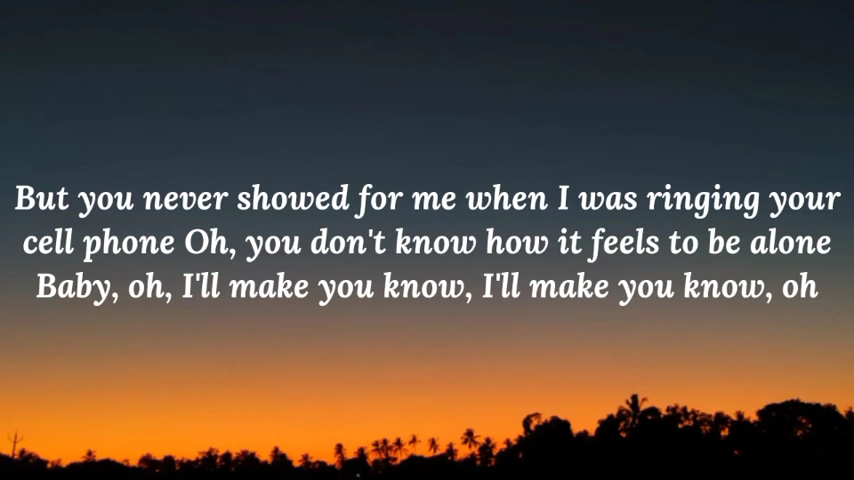 But you never showed for me when I was ringing your
cell phone Oh, you don't know how it feels to be alone
Baby, oh, I'll make you know, I'll make you know, oh